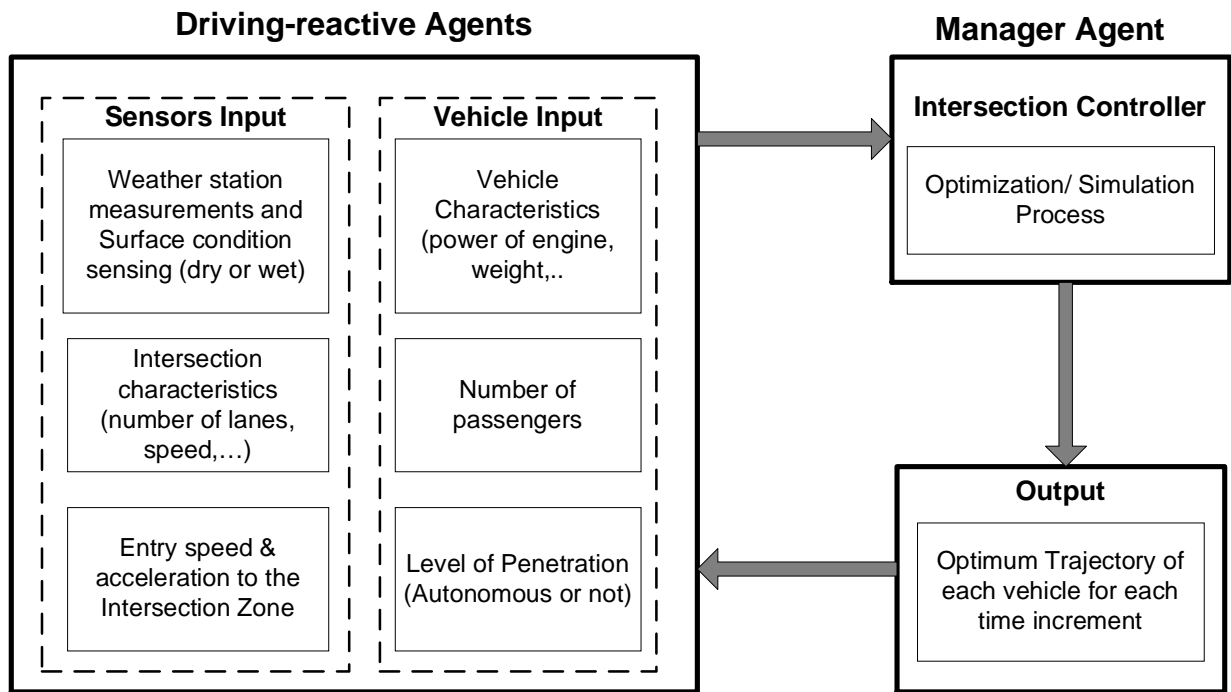 Driving-reactive Agents
Manager Agent
Sensors Input
Weather station
measurements and
Surface condition
sensing (dry or wet)
Intersection
characteristics
(number of lanes,
speed,…)
Entry speed &
acceleration to the
Intersection Zone
Vehicle Input
Vehicle
Characteristics
(power of engine,
weight,..
Number of
passengers
Level of Penetration
(Autonomous or not)
Intersection Controller
Optimization/ Simulation
Process
Output
Optimum Trajectory of
each vehicle for each
time increment